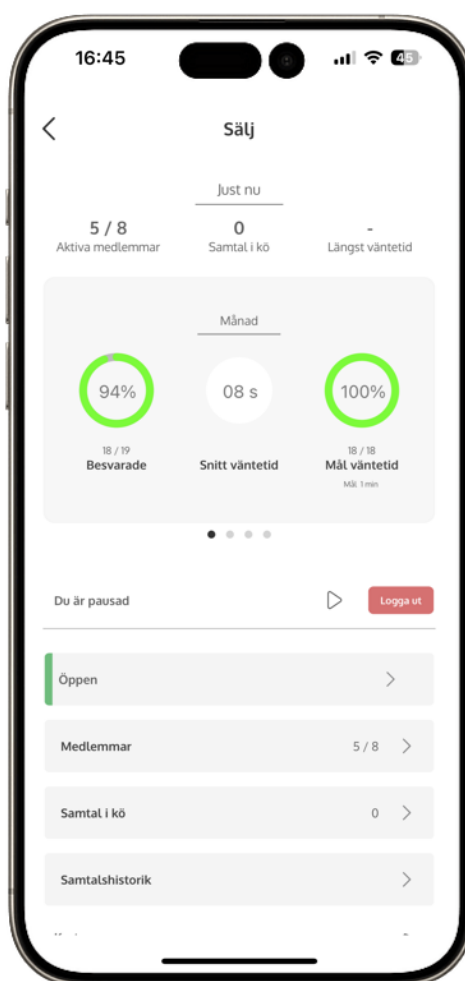 16:45
45
Sälj
Just nu
5 / 8
Aktiva medlemmar
0
Samtal i kö
-
Längst väntetid
Månad
94%
18 / 19
Besvarade
08 s
Snitt väntetid
100%
18 / 18
Mål väntetid
Mål: 1 min
Du är pausad
Logga ut
Öppen
Medlemmar
5 / 8
Samtal i kö
0
Samtalshistorik